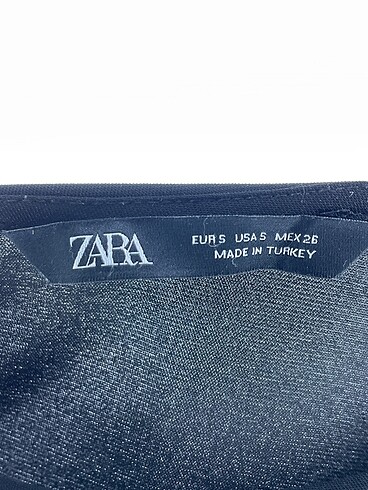 ZARA
EUR S USA S MEX 26
MADE IN TURKEY